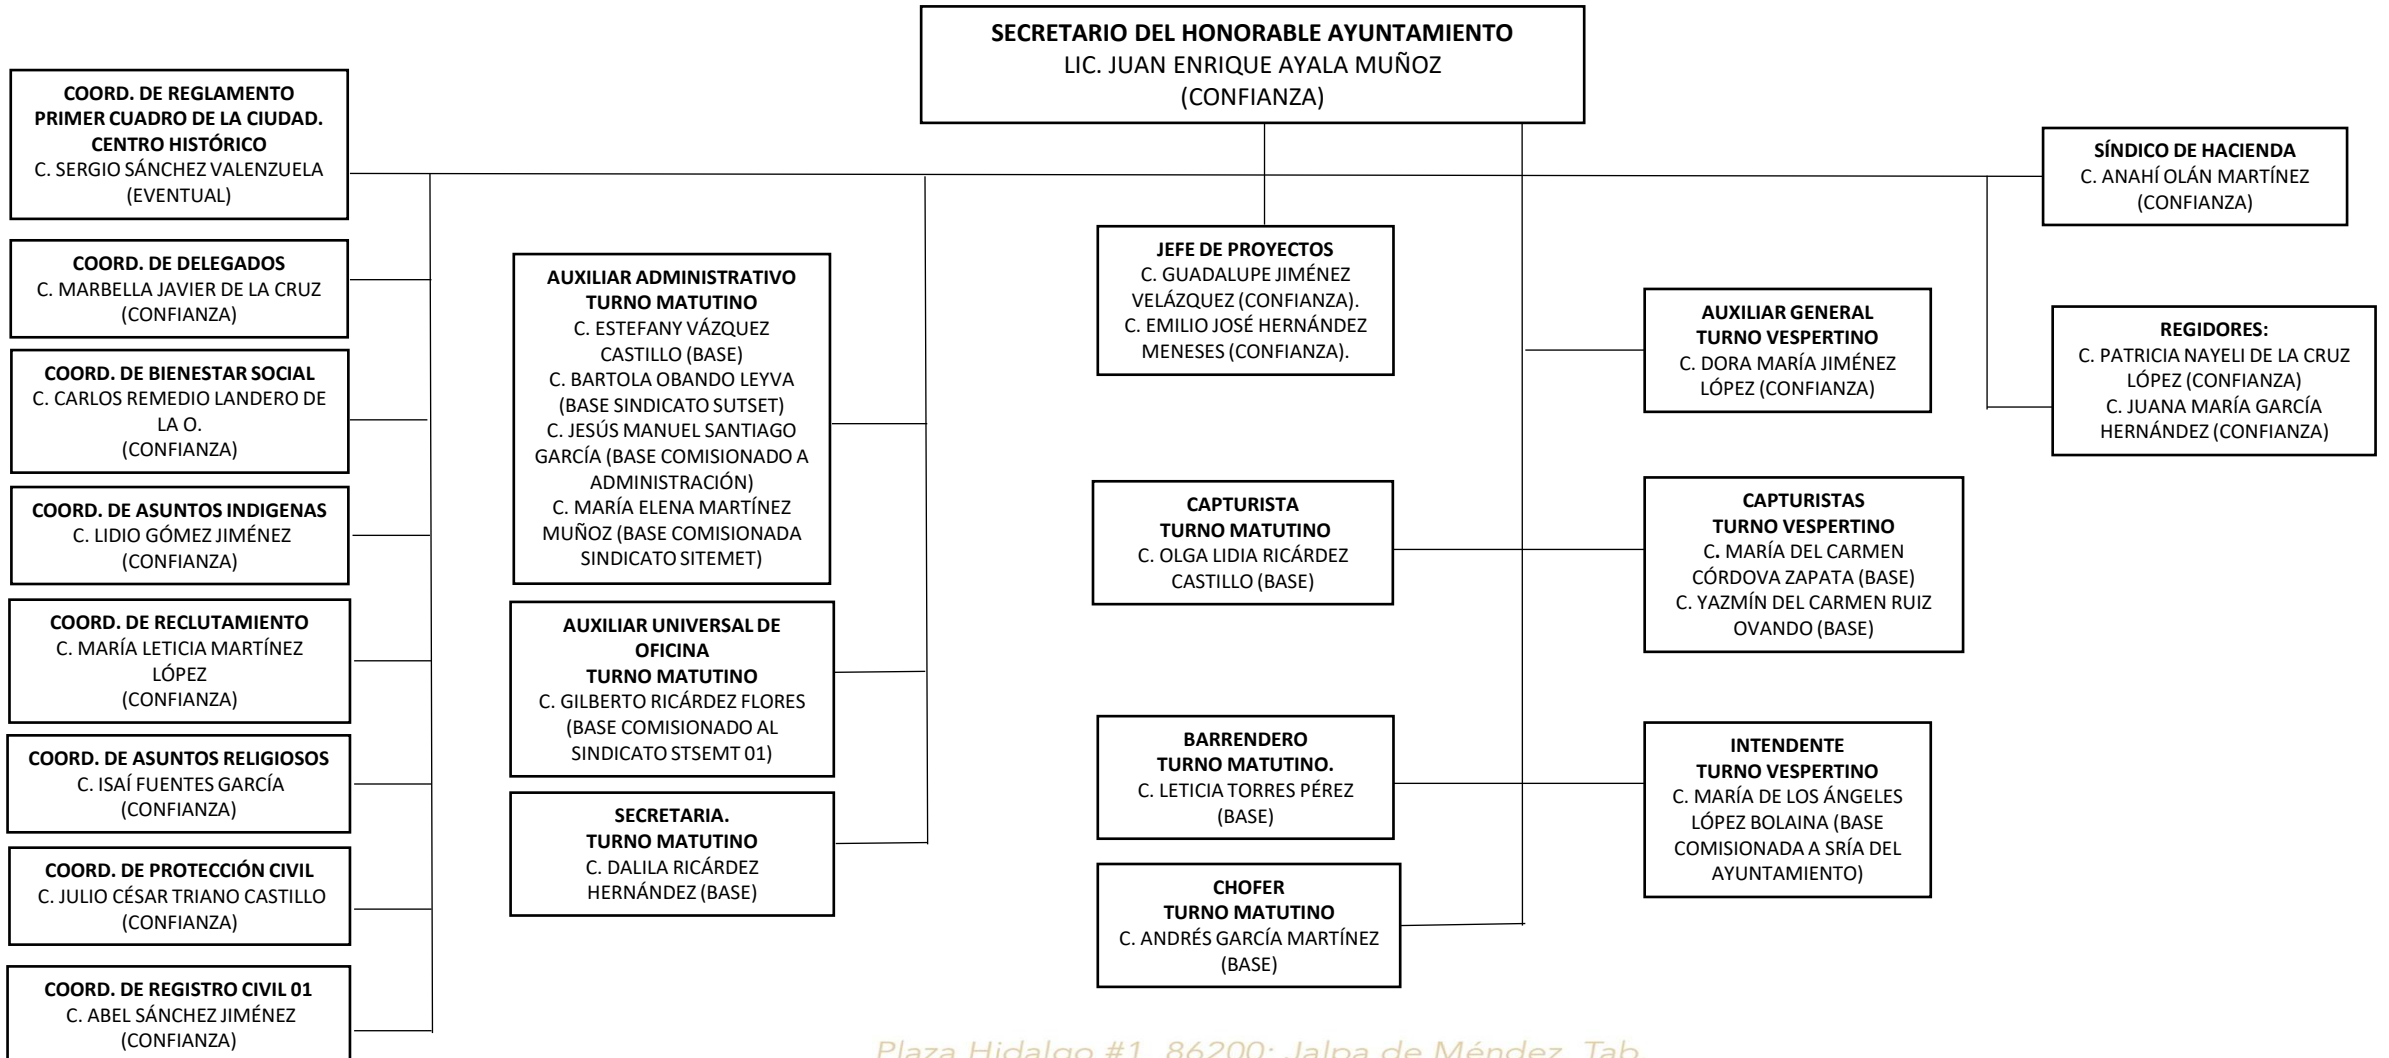 SECRETARIO DEL HONORABLE AYUNTAMIENTO
LIC. JUAN ENRIQUE AYALA MUÑOZ
(CONFIANZA)
COORD. DE REGLAMENTO
PRIMER CUADRO DE LA CIUDAD.
CENTRO HISTÓRICO
C. SERGIO SÁNCHEZ VALENZUELA
(EVENTUAL)
COORD. DE DELEGADOS
C. MARBELLA JAVIER DE LA CRUZ
(CONFIANZA)
COORD. DE BIENESTAR SOCIAL
C. CARLOS REMEDIO LANDERO DE
LA O.
(CONFIANZA)
COORD. DE ASUNTOS INDIGENAS
C. LIDIO GÓMEZ JIMÉNEZ
(CONFIANZA)
COORD. DE RECLUTAMIENTO
C. MARÍA LETICIA MARTÍNEZ
LÓPEZ
(CONFIANZA)
COORD. DE ASUNTOS RELIGIOSOS
C. ISAÍ FUENTES GARCÍA
(CONFIANZA)
COORD. DE PROTECCIÓN CIVIL
C. JULIO CÉSAR TRIANO CASTILLO
(CONFIANZA)
COORD. DE REGISTRO CIVIL 01
C. ABEL SÁNCHEZ JIMÉNEZ
(CONFIANZA)
AUXILIAR ADMINISTRATIVO
TURNO MATUTINO
C. ESTEFANY VÁZQUEZ
CASTILLO (BASE)
C. BARTOLA OBANDO LEYVA
(BASE SINDICATO SUTSET)
C. JESÚS MANUEL SANTIAGO
GARCÍA (BASE COMISIONADO A
ADMINISTRACIÓN)
C. MARÍA ELENA MARTÍNEZ
MUÑOZ (BASE COMISIONADA
SINDICATO SITEMET)
AUXILIAR UNIVERSAL DE
OFICINA
TURNO MATUTINO
C. GILBERTO RICÁRDEZ FLORES
(BASE COMISIONADO AL
SINDICATO STSEMT 01)
SECRETARIA.
TURNO MATUTINO
C. DALILA RICÁRDEZ
HERNÁNDEZ (BASE)
JEFE DE PROYECTOS
C. GUADALUPE JIMÉNEZ
VELÁZQUEZ (CONFIANZA).
C. EMILIO JOSÉ HERNÁNDEZ
MENESES (CONFIANZA).
CAPTURISTA
TURNO MATUTINO
C. OLGA LIDIA RICÁRDEZ
CASTILLO (BASE)
BARRENDERO
TURNO MATUTINO.
C. LETICIA TORRES PÉREZ
(BASE)
CHOFER
TURNO MATUTINO
C. ANDRÉS GARCÍA MARTÍNEZ
(BASE)
AUXILIAR GENERAL
TURNO VESPERTINO
C. DORA MARÍA JIMÉNEZ
LÓPEZ (CONFIANZA)
CAPTURISTAS
TURNO VESPERTINO
C. MARÍA DEL CARMEN
CÓRDOVA ZAPATA (BASE)
C. YAZMÍN DEL CARMEN RUIZ
OVANDO (BASE)
INTENDENTE
TURNO VESPERTINO
C. MARÍA DE LOS ÁNGELES
LÓPEZ BOLAINA (BASE
COMISIONADA A SRÍA DEL
AYUNTAMIENTO)
SÍNDICO DE HACIENDA
C. ANAHÍ OLÁN MARTÍNEZ
(CONFIANZA)
REGIDORES:
C. PATRICIA NAYELI DE LA CRUZ
LÓPEZ (CONFIANZA)
C. JUANA MARÍA GARCÍA
HERNÁNDEZ (CONFIANZA)
Plaza Hidalgo #1, 86200; Jalpa de Méndez, Tab.